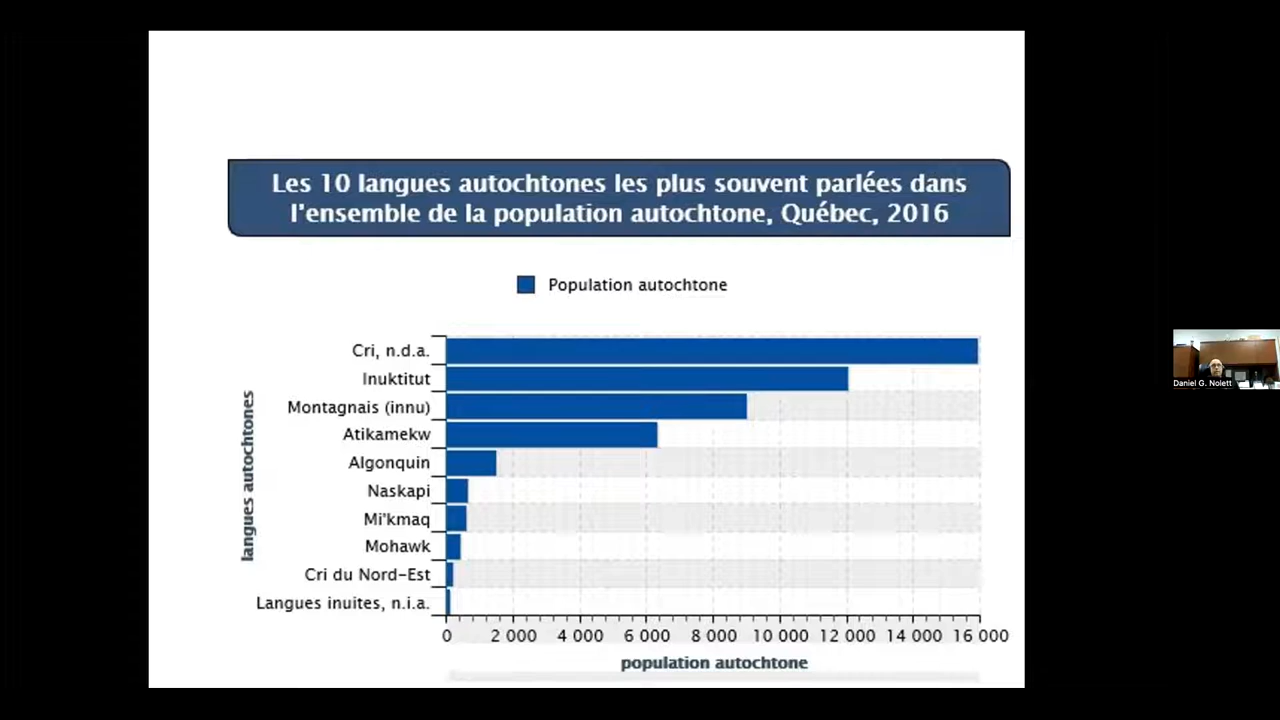 Les 10 langues autochtones les plus souvent parlées dans
l'ensemble de la population autochtone, Québec, 2016
Population autochtone
langues autochtones
Cri, n.d.a.
Inuktitut
Montagnais (innu)
Atikamekw
Algonquin
Naskapi
Mi'kmaq
Mohawk
Cri du Nord-Est
Langues inuites, n.i.a.
0 2 000 4 000 6 000 8 000 10 000 12 000 14 000 16 000
population autochtone
Daniel G. Nolett